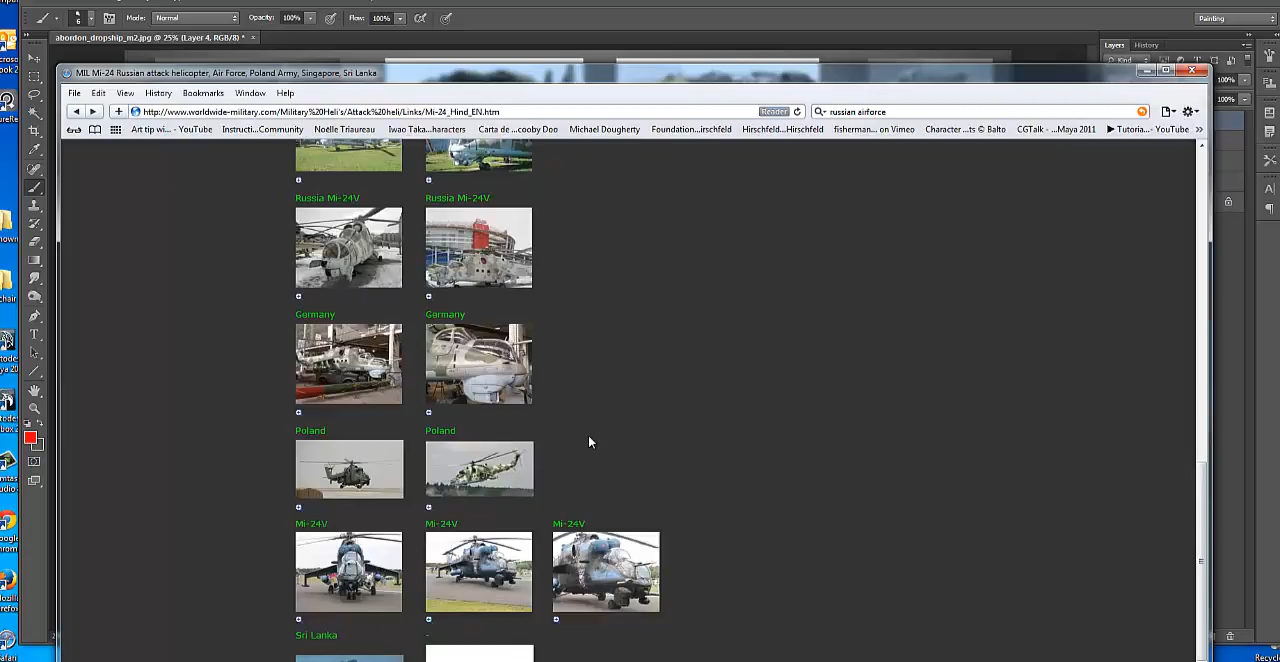 6
Mode: Normal
Opacity: 100%
Flow: 100%
Painting
abordon_dropship_m2.jpg @ 25% (Layer 4, RGB/8) * ×
Layers History
Kind
100%
100%
MIL Mi-24 Russian attack helicopter, Air Force, Poland Army, Singapore, Sri Lanka
File Edit View History Bookmarks Window Help
http://www.worldwide-military.com/Military%20Heli's/Attack%20heli/Links/Mi-24_Hind_EN.htm
Reader
russian airforce
Art tip wi... - YouTube Instructi...Community Noëlle Triaureau Iwao Taka...haracters Carta de ...cooby Doo Michael Dougherty Foundation...irschfeld Hirschfeld...Hirschfeld fisherman... on Vimeo Character ...ts © Balto CGTalk - ...Maya 2011 ▶ Tutoria... - YouTube »
Russia Mi-24V Russia Mi-24V
Germany Germany
Poland Poland
Mi-24V Mi-24V Mi-24V
Sri Lanka -